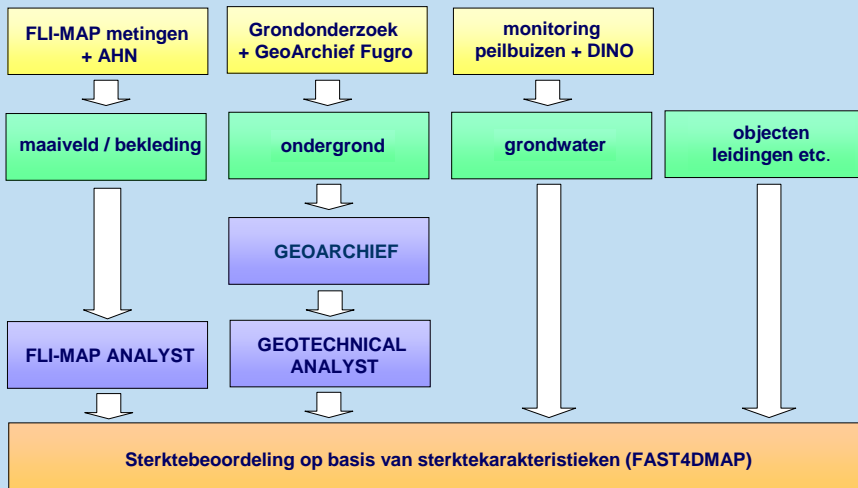 FLI-MAP metingen
+ AHN
Grondonderzoek
+ GeoArchief Fugro
monitoring
peilbuizen + DINO
maaiveld / bekleding
ondergrond
grondwater
objecten
leidingen etc.
GEOARCHIEF
FLI-MAP ANALYST
GEOTECHNICAL
ANALYST
Sterktebeoordeling op basis van sterktekarakteristieken (FAST4DMAP)